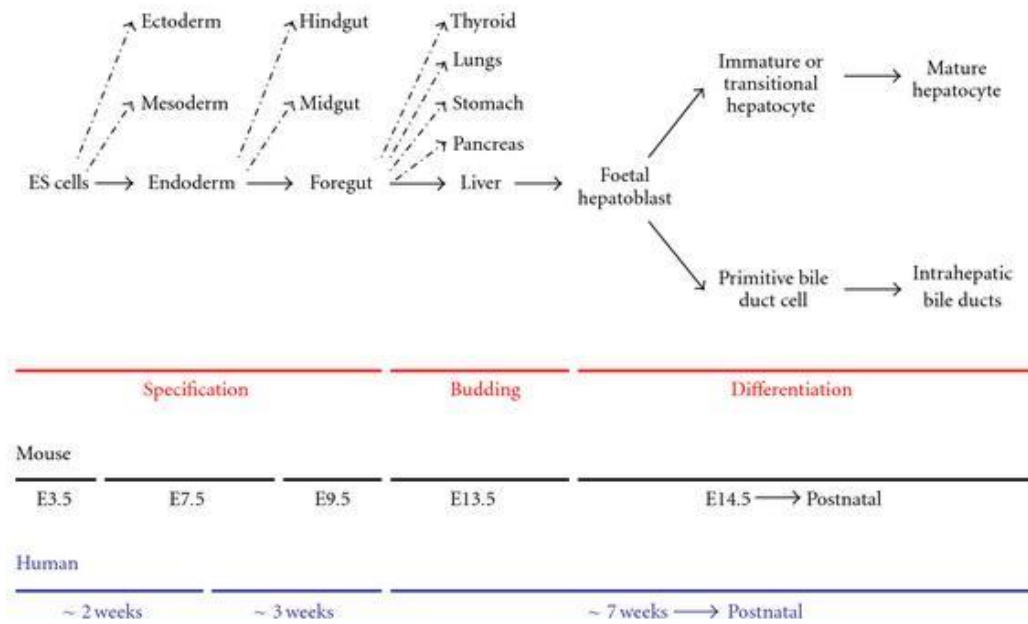 Ectoderm
Hindgut
Thyroid
Lungs
Immature or
transitional
hepatocyte
Mature
hepatocyte
Mesoderm
Midgut
Stomach
Pancreas
ES cells
Endoderm
Foregut
Liver
Foetal
hepatoblast
Primitive bile
duct cell
Intrahepatic
bile ducts
Specification
Budding
Differentiation
Mouse
E3.5
E7.5
E9.5
E13.5
E14.5 → Postnatal
Human
~ 2 weeks
~ 3 weeks
~ 7 weeks → Postnatal